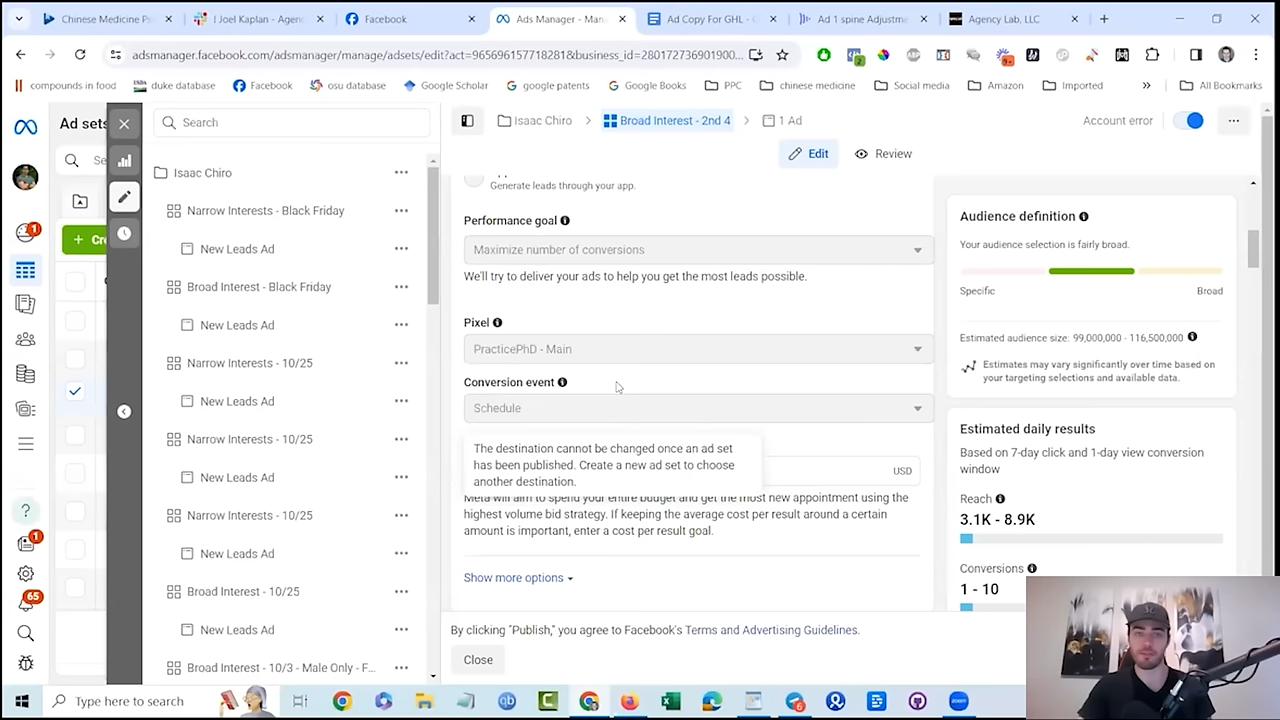 Chinese Medicine Ps
I Joel Kaplan - Agenc
Facebook
Ads Manager - Mana
Ad Copy For GHL - G
Ad 1 spine Adjustme
Agency Lab, LLC
adsmanager.facebook.com/adsmanager/manage/adsets/edit?act=965696157718281&business_id=280172736901900...
compounds in food
duke database
Facebook
osu database
Google Scholar
google patents
Google Books
PPC
chinese medicine
Social media
Amazon
Imported
»
All Bookmarks
Ad sets
Search
Isaac Chiro
Broad Interest - 2nd 4
1 Ad
Account error
Edit
Review
Se
+ Cre
Isaac Chiro
Narrow Interests - Black Friday
New Leads Ad
Broad Interest - Black Friday
New Leads Ad
Narrow Interests - 10/25
New Leads Ad
Narrow Interests - 10/25
New Leads Ad
Narrow Interests - 10/25
New Leads Ad
Broad Interest - 10/25
New Leads Ad
Broad Interest - 10/3 - Male Only - F...
Generate leads through your app.
Performance goal
Maximize number of conversions
We'll try to deliver your ads to help you get the most leads possible.
Pixel
PracticePhD - Main
Conversion event
Schedule
The destination cannot be changed once an ad set
has been published. Create a new ad set to choose
another destination.
USD
Meta will aim to spend your entire budget and get the most new appointment using the
highest volume bid strategy. If keeping the average cost per result around a certain
amount is important, enter a cost per result goal.
Show more options
By clicking "Publish," you agree to Facebook's Terms and Advertising Guidelines.
Close
Audience definition
Your audience selection is fairly broad.
Specific
Broad
Estimated audience size: 99,000,000 - 116,500,000
Estimates may vary significantly over time based on
your targeting selections and available data.
Estimated daily results
Based on 7-day click and 1-day view conversion
window
Reach
3.1K - 8.9K
Conversions
1 - 10
1
1
65
Type here to search